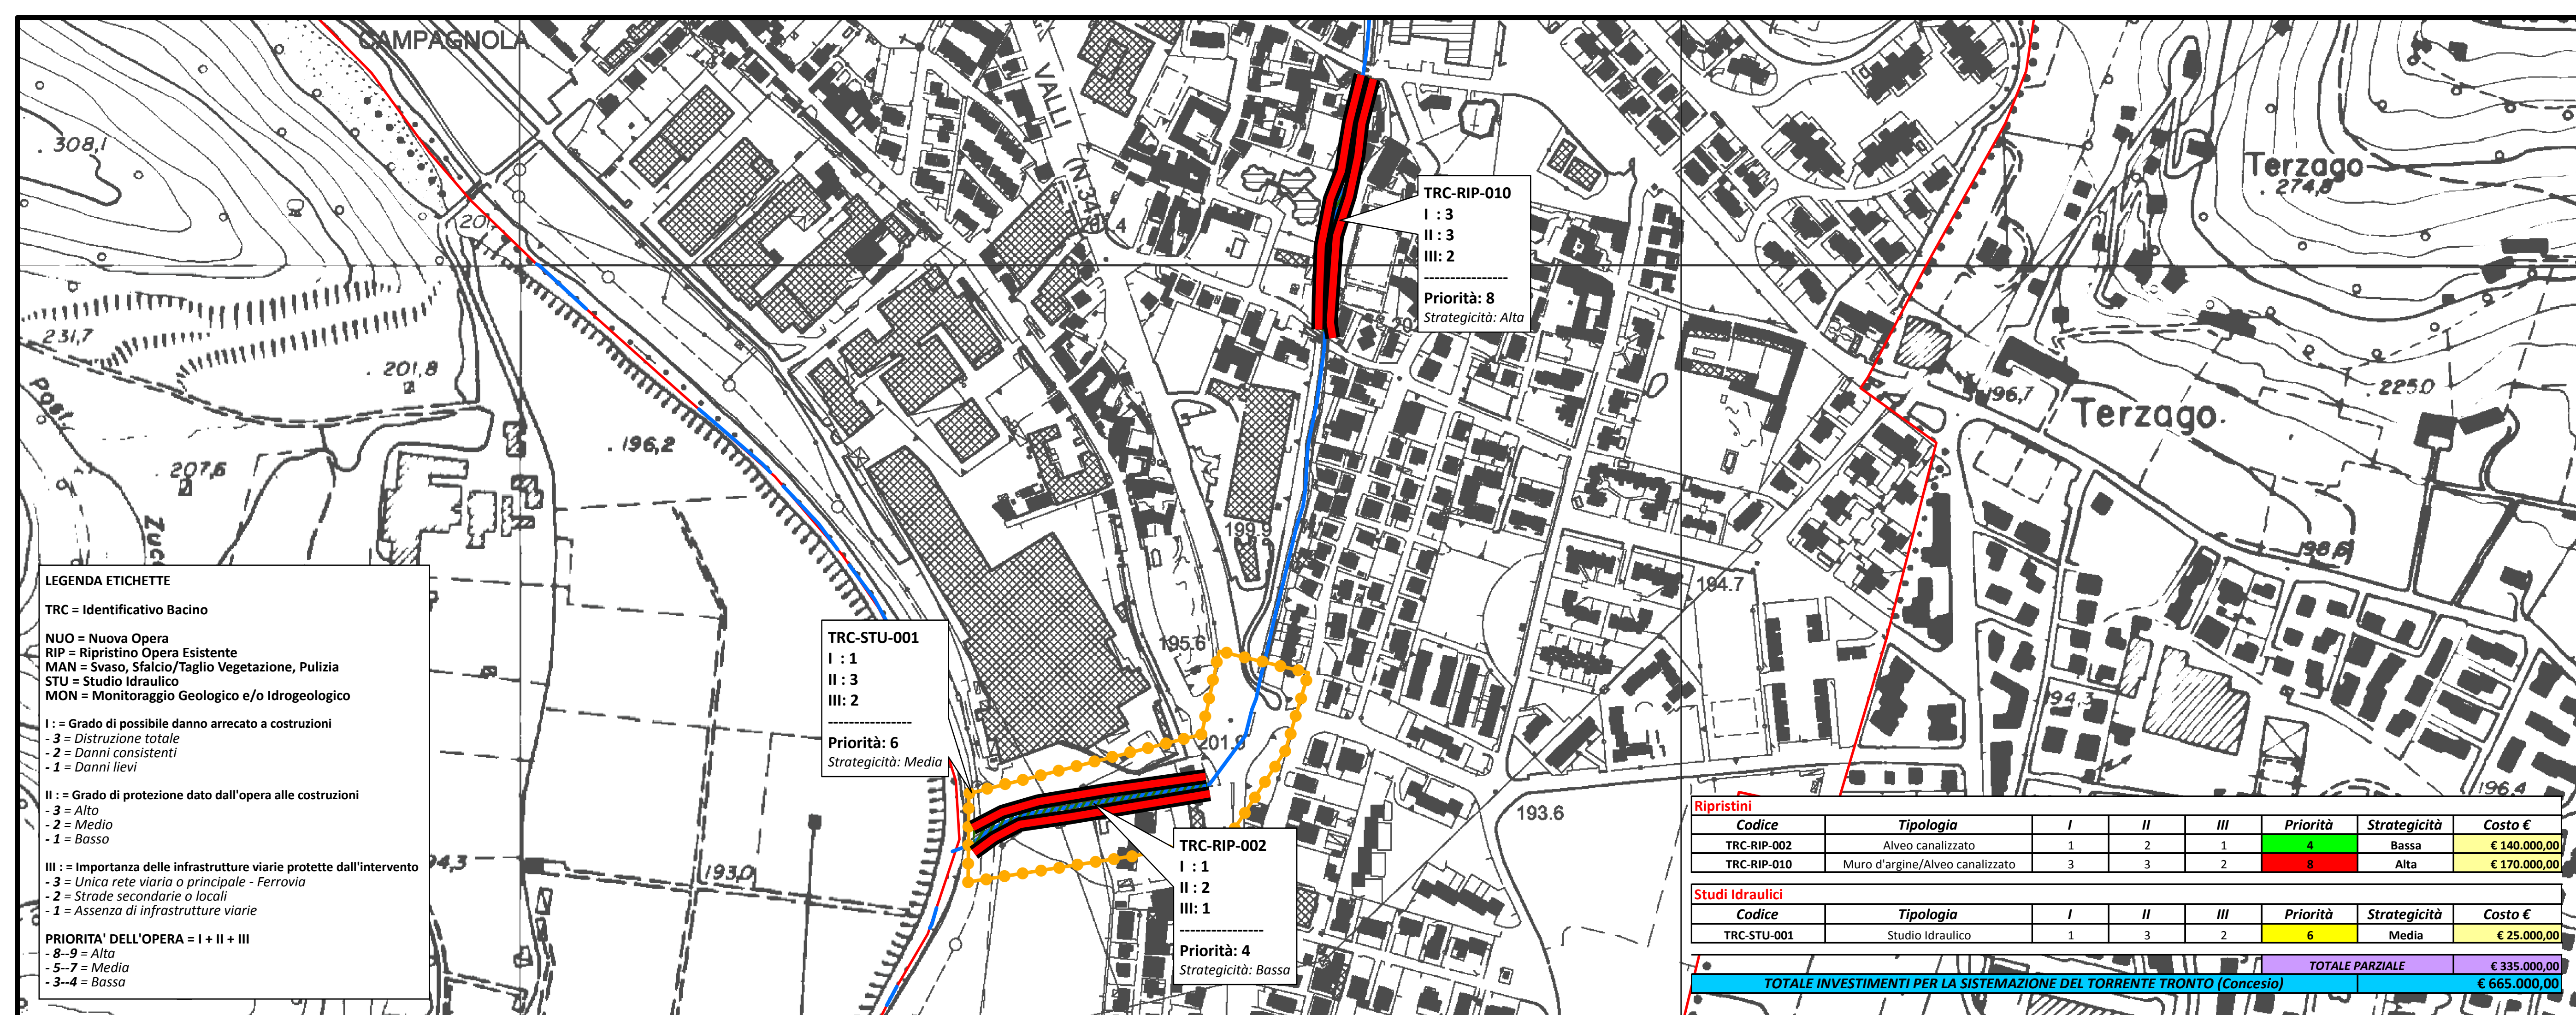 CAMPAGNOLA
308,1
VALLI
(N.34
201.4
201,
231,7
201,8
Post.
207,6
196,2
Zuc
199.9
195.6
201.9
Terzago
274,8
196,7
Terzago.
225.0
98,6
194.7
94,3
196,4
193.6
193,0
94,3
TRC-RIP-010
I : 3
II : 3
III: 2
----------------
Priorità: 8
Strategicità: Alta
TRC-STU-001
I : 1
II : 3
III: 2
----------------
Priorità: 6
Strategicità: Media
TRC-RIP-002
I : 1
II : 2
III: 1
----------------
Priorità: 4
Strategicità: Bassa
LEGENDA ETICHETTE
TRC = Identificativo Bacino
NUO = Nuova Opera
RIP = Ripristino Opera Esistente
MAN = Svaso, Sfalcio/Taglio Vegetazione, Pulizia
STU = Studio Idraulico
MON = Monitoraggio Geologico e/o Idrogeologico
I : = Grado di possibile danno arrecato a costruzioni
- 3 = Distruzione totale
- 2 = Danni consistenti
- 1 = Danni lievi
II : = Grado di protezione dato dall'opera alle costruzioni
- 3 = Alto
- 2 = Medio
- 1 = Basso
III : = Importanza delle infrastrutture viarie protette dall'intervento
- 3 = Unica rete viaria o principale - Ferrovia
- 2 = Strade secondarie o locali
- 1 = Assenza di infrastrutture viarie
PRIORITA' DELL'OPERA = I + II + III
- 8--9 = Alta
- 5--7 = Media
- 3--4 = Bassa
Ripristini
Codice Tipologia I II III Priorità Strategicità Costo €
TRC-RIP-002 Alveo canalizzato 1 2 1 4 Bassa € 140.000,00
TRC-RIP-010 Muro d'argine/Alveo canalizzato 3 3 2 8 Alta € 170.000,00
Studi Idraulici
Codice Tipologia I II III Priorità Strategicità Costo €
TRC-STU-001 Studio Idraulico 1 3 2 6 Media € 25.000,00
TOTALE PARZIALE € 335.000,00
TOTALE INVESTIMENTI PER LA SISTEMAZIONE DEL TORRENTE TRONTO (Concesio) € 665.000,00